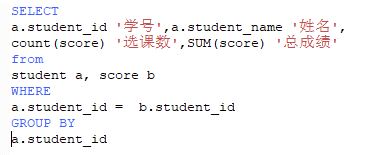 SELECT
a.student_id '学号',a.student_name '姓名',
count(score) '选课数',SUM(score) '总成绩'
from
student a, score b
WHERE
a.student_id =  b.student_id
GROUP BY
a.student_id